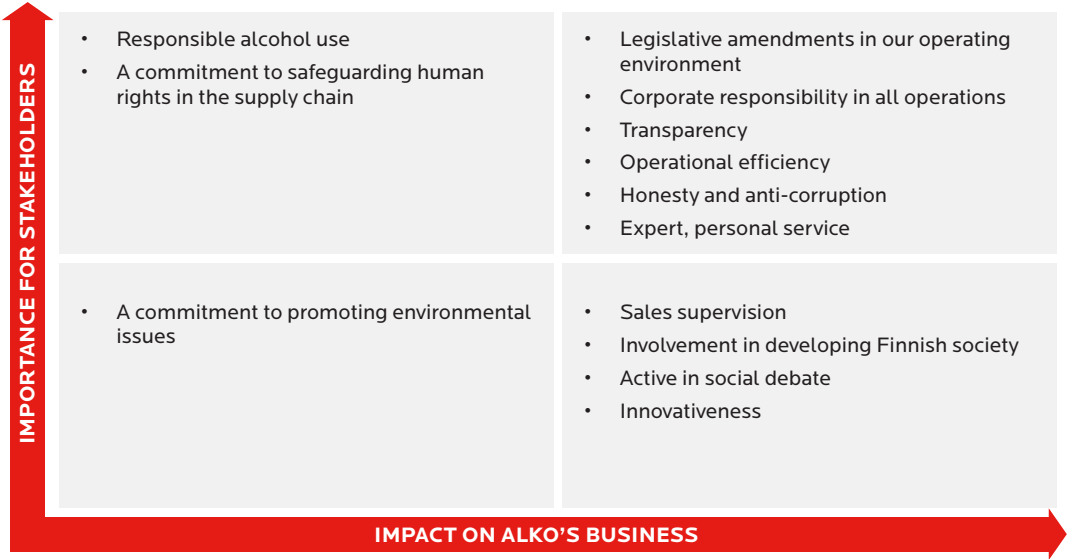 IMPORTANCE FOR STAKEHOLDERS
• Responsible alcohol use
• A commitment to safeguarding human
rights in the supply chain
• Legislative amendments in our operating
environment
• Corporate responsibility in all operations
• Transparency
• Operational efficiency
• Honesty and anti-corruption
• Expert, personal service
• A commitment to promoting environmental
issues
• Sales supervision
• Involvement in developing Finnish society
• Active in social debate
• Innovativeness
IMPACT ON ALKO'S BUSINESS